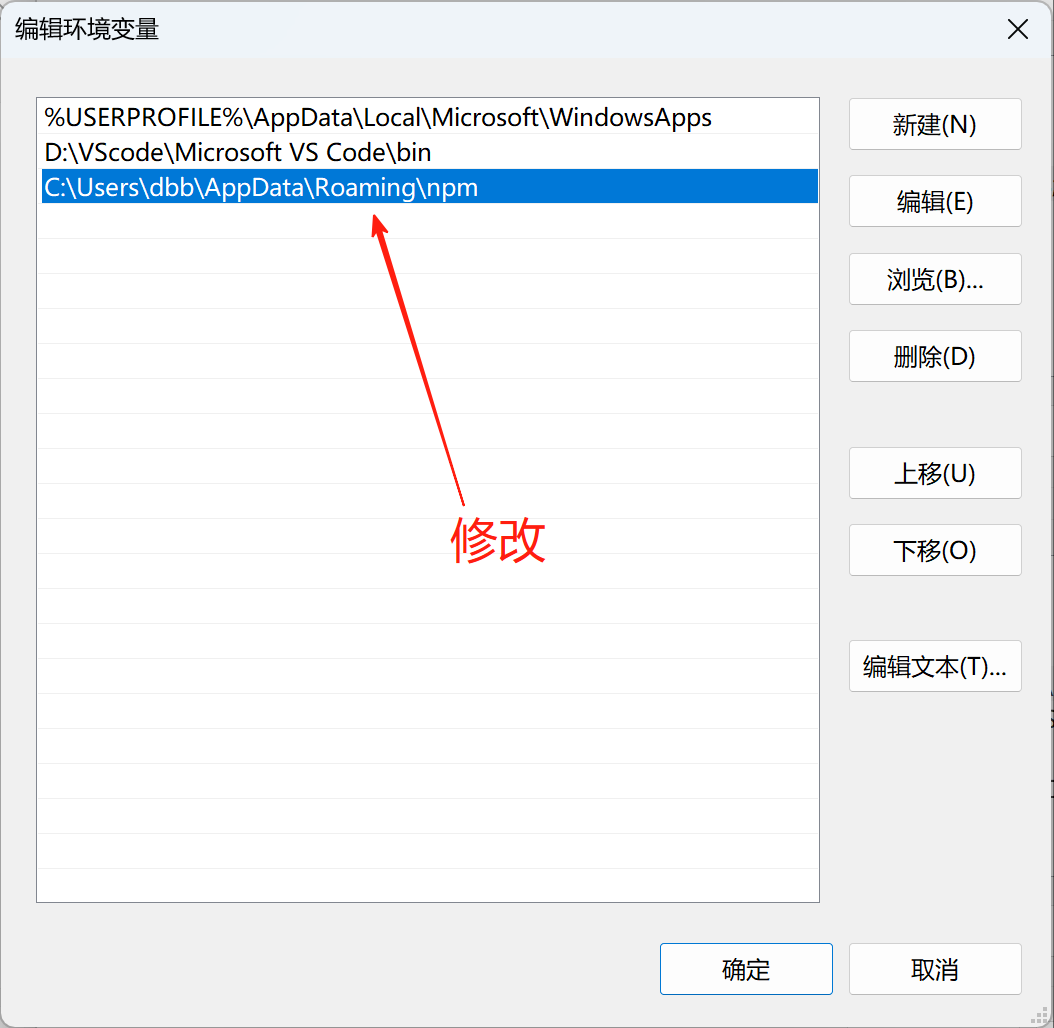 编辑环境变量
%USERPROFILE%\AppData\Local\Microsoft\WindowsApps
D:\VScode\Microsoft VS Code\bin
C:\Users\dbb\AppData\Roaming\npm
修改
新建(N)
编辑(E)
浏览(B)...
删除(D)
上移(U)
下移(O)
编辑文本(T)...
确定
取消